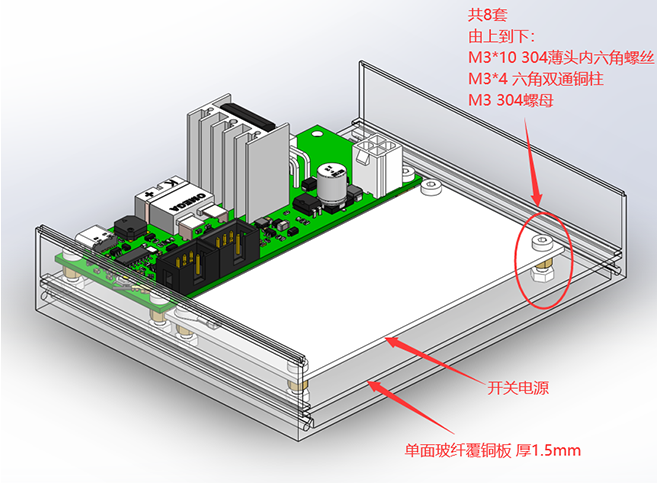 共8套
由上到下：
M3*10 304薄头内六角螺丝
M3*4 六角双通铜柱
M3 304螺母
K
+
OMEGA
开关电源
单面玻纤覆铜板 厚1.5mm